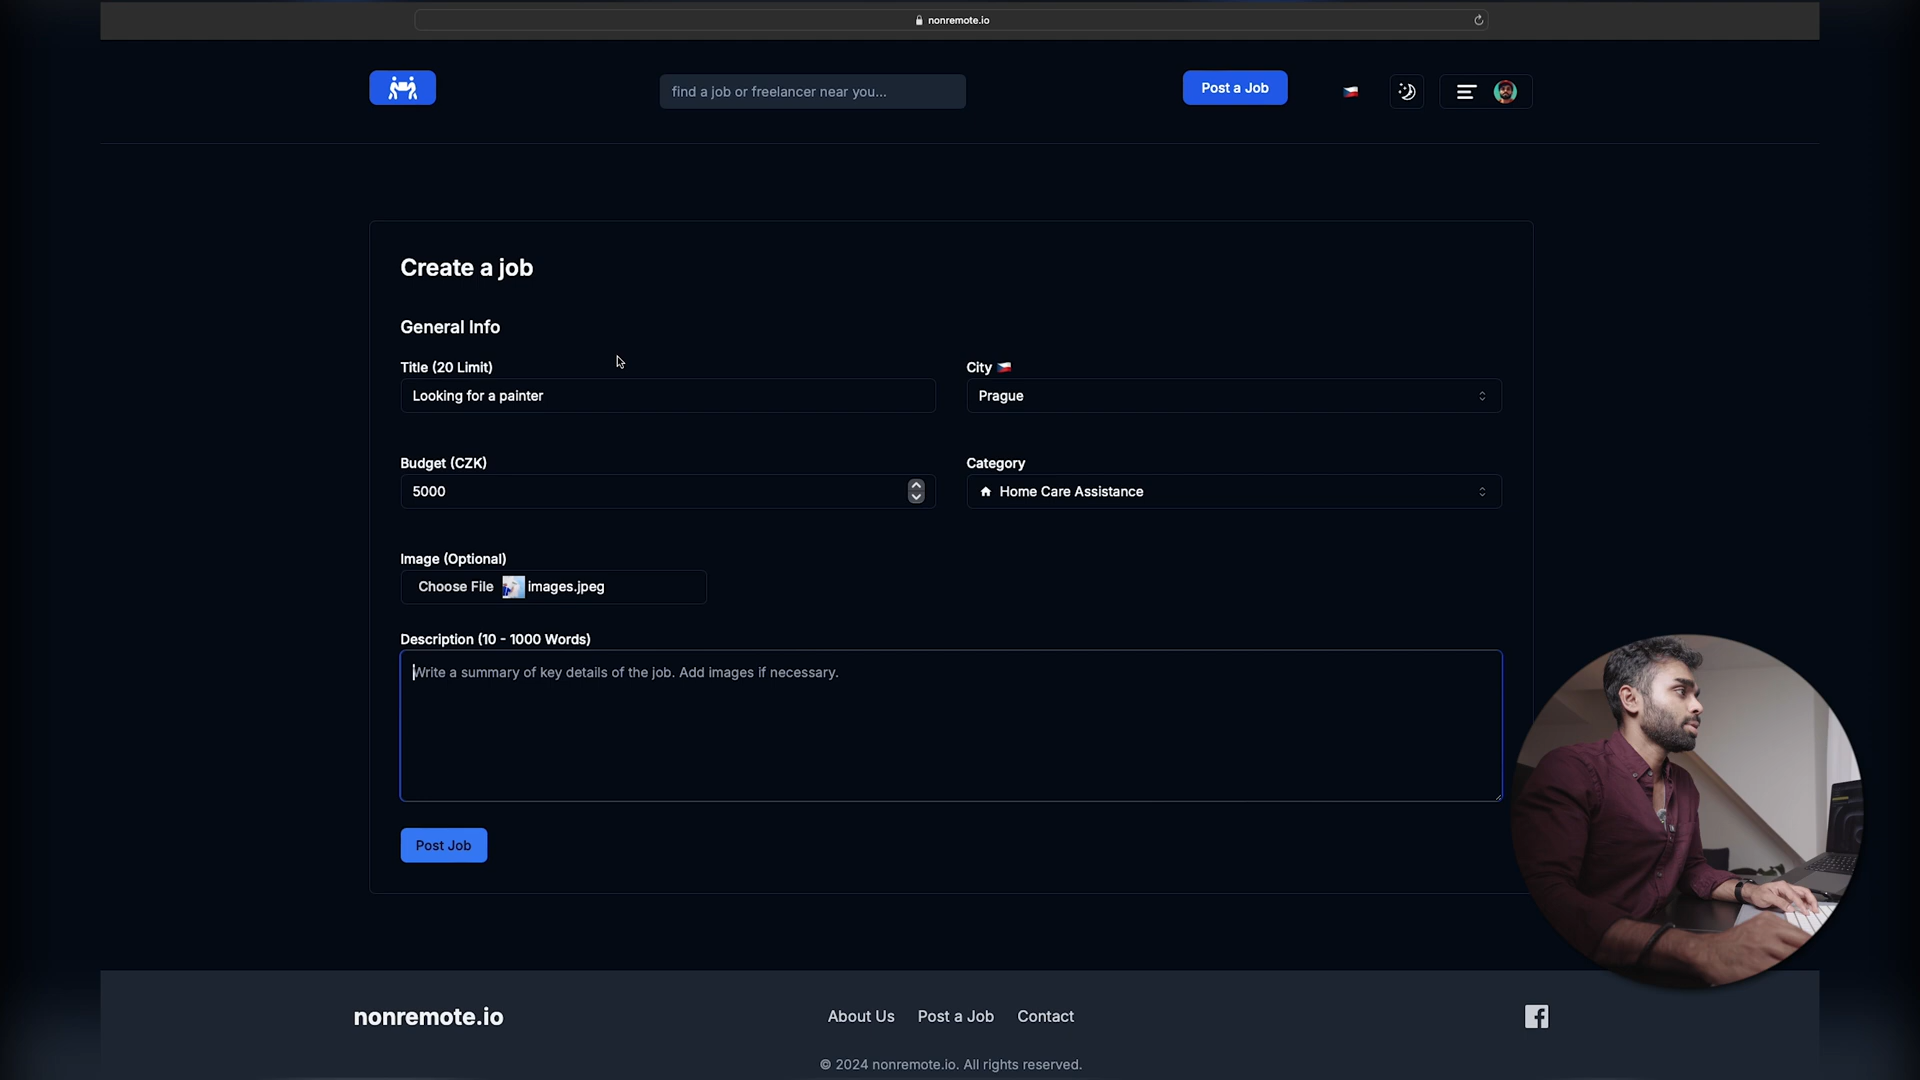 nonremote.io
find a job or freelancer near you...
Post a Job
Create a job
General Info
Title (20 Limit)
City
Looking for a painter
Prague
Budget (CZK)
Category
5000
Home Care Assistance
Image (Optional)
Choose File images.jpeg
Description (10 - 1000 Words)
Write a summary of key details of the job. Add images if necessary.
Post Job
nonremote.io
About Us
Post a Job
Contact
© 2024 nonremote.io. All rights reserved.